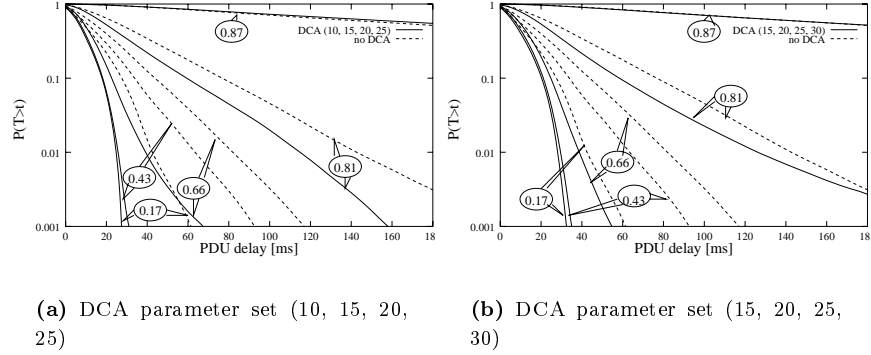 1
0.1
0.01
0.001
P(T>t)
0 20 40 60 80 100 120 140 160 18
PDU delay [ms]
DCA (10, 15, 20, 25)
no DCA
0.87
0.81
0.43
0.66
0.17
1
0.1
0.01
0.001
P(T>t)
0 20 40 60 80 100 120 140 160 18
PDU delay [ms]
DCA (15, 20, 25, 30)
no DCA
0.87
0.81
0.66
0.17
0.43
(a) DCA parameter set (10, 15, 20,
25)
(b) DCA parameter set (15, 20, 25,
30)